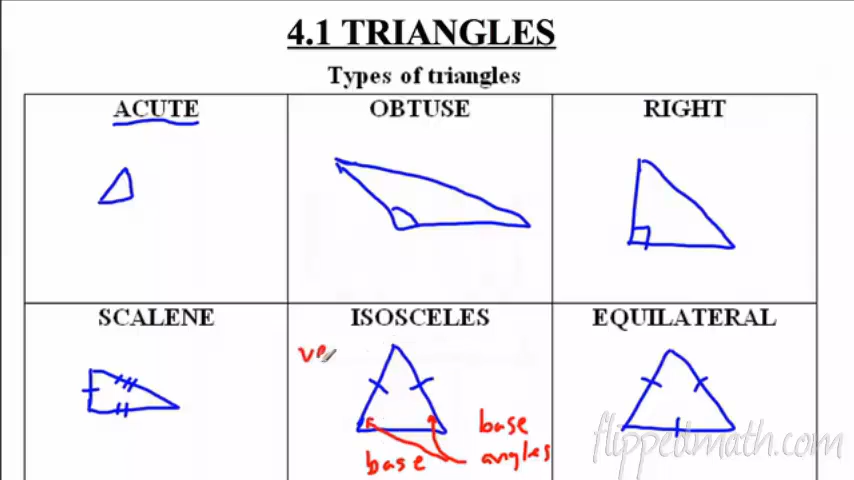 4.1 TRIANGLES
Types of triangles
ACUTE
OBTUSE
RIGHT
SCALENE
ISOSCELES
EQUILATERAL
base
base
angles
flippedmath.com